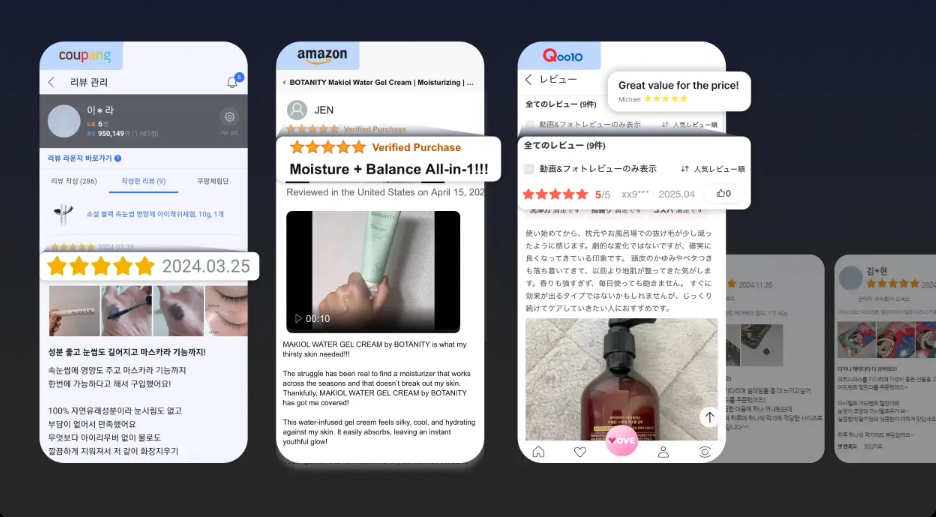 coupang
리뷰 관리
이*라
950,149
리뷰 라운지 바로가기
리뷰 작성 (286)
작성한 리뷰 (9)
쿠팡체험단
소설 블랙 속눈썹 영양제 아이래쉬세럼, 10g, 1개
2024.03.25
성분 좋고 눈썹도 길어지고 마스카라 기능까지!
속눈썹에 영양도 주고 마스카라 기능까지
한번에 가능하다고 해서 구입했어요!
100% 자연유래성분이라 눈시림도 없고
부담이 없어서 만족했어요
무엇보다 아이리무버 없이 물로도
깔끔하게 지워져서 저 같이 화장지우기
amazon
BOTANITY Makiol Water Gel Cream | Moisturizing | ...
JEN
Verified Purchase
Verified Purchase
Moisture + Balance All-in-1!!!
Reviewed in the United States on April 15, 202
00:10
MAKIOL WATER GEL CREAM by BOTANITY is what my
thirsty skin needed!!!
The struggle has been real to find a moisturizer that works
across the seasons and that doesn't break out my skin.
Thankfully, MAKIOL WATER GEL CREAM by BOTANITY
has got me covered!
This water-infused gel cream feels silky, cool, and hydrating
against my skin. It easily absorbs, leaving an instant
youthful glow!
Qoo10
レビュー
Great value for the price!
Michael
全てのレビュー (9件)
動画&フォトレビューのみ表示
人気レビュー順
全てのレビュー (9件)
動画&フォトレビューのみ表示
人気レビュー順
5/5
xx9***
2025.04
0
使い始めてから、枕元やお風呂場での抜け毛が少し減っ
たように感じます。劇的な変化ではないですが、確実に
良くなってきている印象です。 頭皮のかゆみやベタつき
も落ち着いてきて、以前より地肌が整ってきた気がしま
す。香りも強すぎず、毎日使っても飽きません。 すぐに
効果が出るタイプではないかもしれませんが、じっくり
続けてケアしていきたい人におすすめです。
LOVE
2024.11.26
김*현